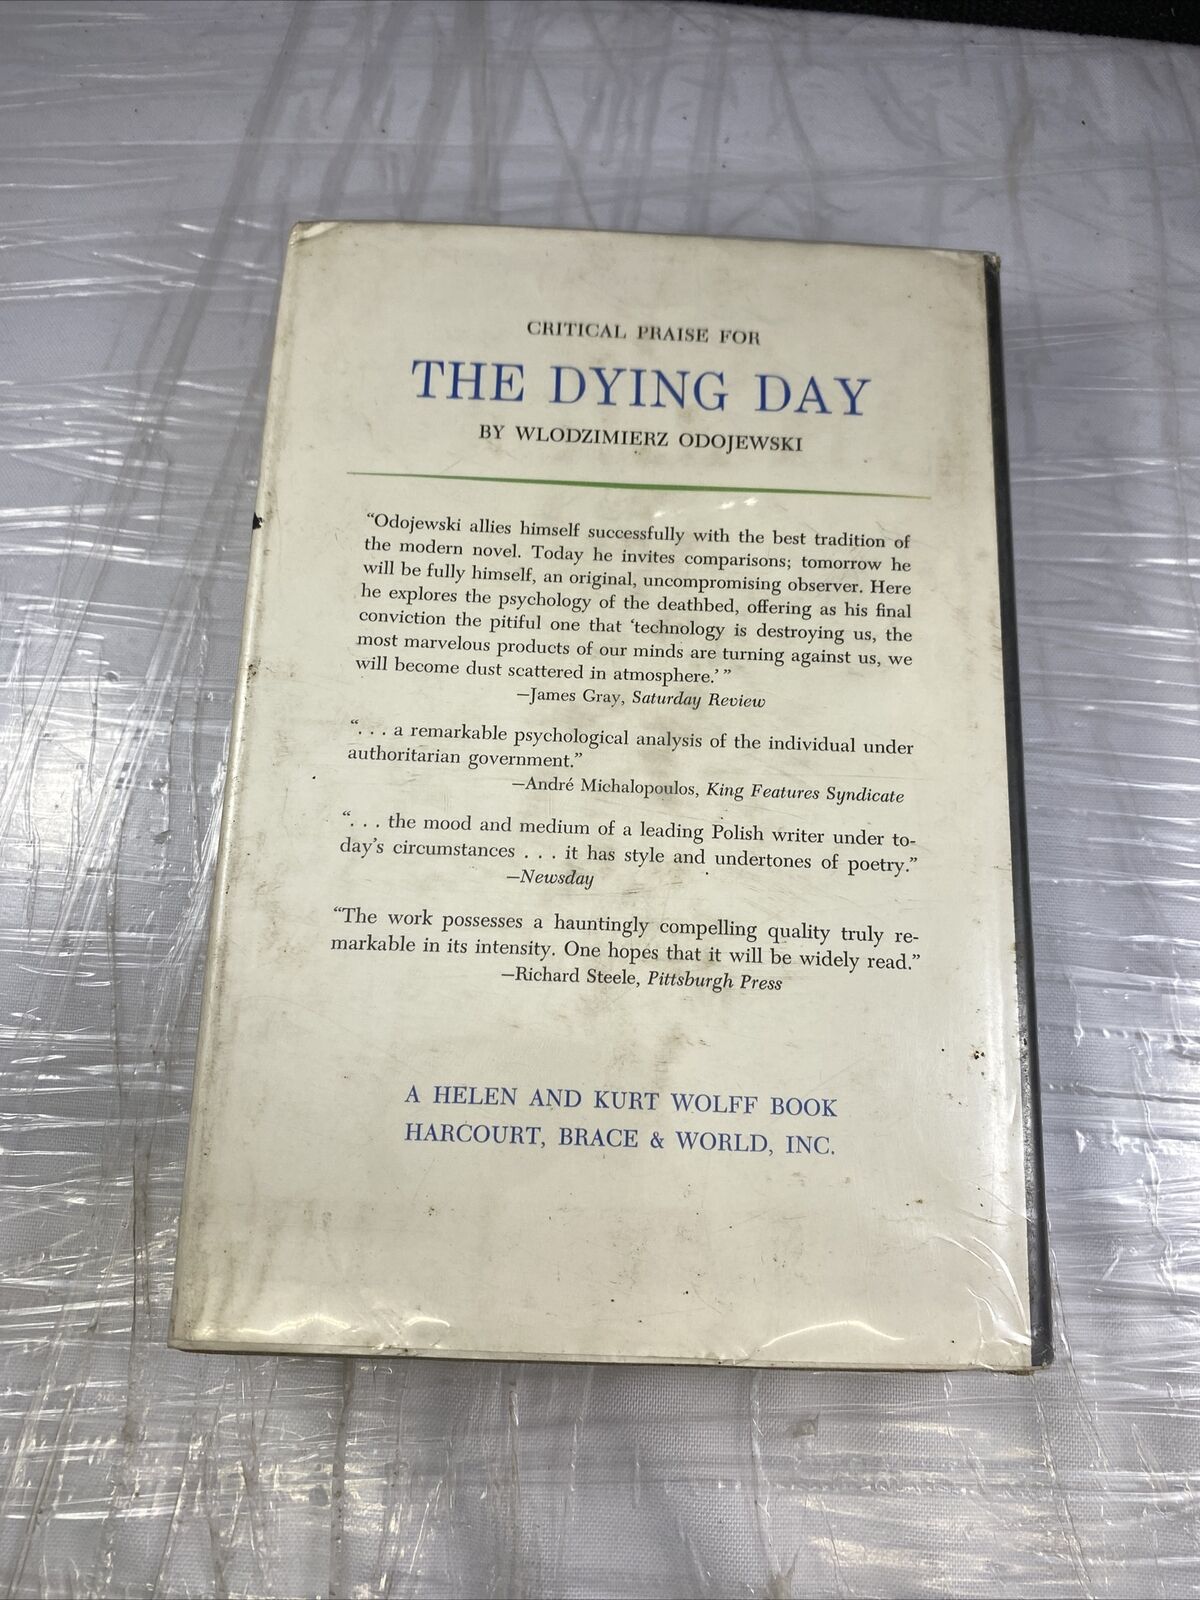 CRITICAL PRAISE FOR
THE DYING DAY
BY WLODZIMIERZ ODOJEWSKI
“Odojewski allies himself successfully with the best tradition of
the modern novel. Today he invites comparisons; tomorrow he
will be fully himself, an original, uncompromising observer. Here
he explores the psychology of the deathbed, offering as his final
conviction the pitiful one that ‘technology is destroying us, the
most marvelous products of our minds are turning against us, we
will become dust scattered in atmosphere.’ ”
—James Gray, Saturday Review
“. . . a remarkable psychological analysis of the individual under
authoritarian government.”
—André Michalopoulos, King Features Syndicate
“. . . the mood and medium of a leading Polish writer under to-
day’s circumstances . . . it has style and undertones of poetry.”
—Newsday
“The work possesses a hauntingly compelling quality truly re-
markable in its intensity. One hopes that it will be widely read.”
—Richard Steele, Pittsburgh Press
A HELEN AND KURT WOLFF BOOK
HARCOURT, BRACE & WORLD, INC.